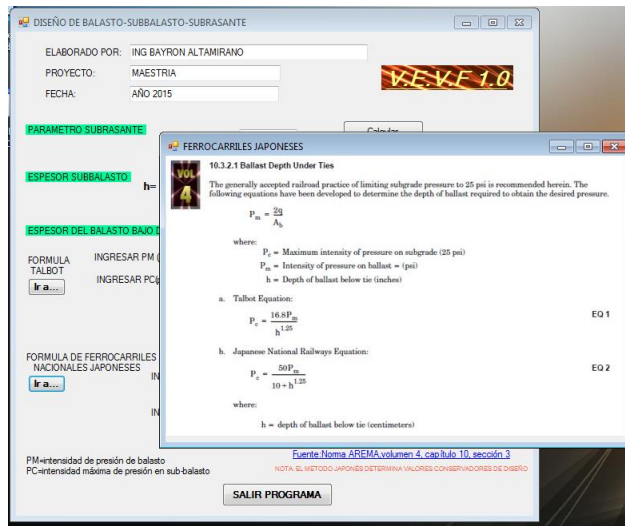 DISEÑO DE BALASTO-SUBBALASTO-SUBRASANTE
ELABORADO POR: ING BAYRON ALTAMIRANO
PROYECTO: MAESTRIA
FECHA: AÑO 2015
V.E.V.F 1.0
PARAMETRO SUBRASANTE
Calcular
ESPESOR SUBBALASTO
h=
ESPESOR DEL BALASTO BAJO D
FORMULA TALBOT
INGRESAR PM (
INGRESAR PC(
Ir a...
FORMULA DE FERROCARRILES
NACIONALES JAPONESES
IN
Ir a...
IN
PM=intensidad de presión de balasto
PC=intensidad máxima de presión en sub-balasto
SALIR PROGRAMA
FERROCARRILES JAPONESES
VOL 4
10.3.2.1 Ballast Depth Under Ties
The generally accepted railroad practice of limiting subgrade pressure to 25 psi is recommended herein. The
following equations have been developed to determine the depth of ballast required to obtain the desired pressure.
P_m = 2q / A_b
where:
P_c = Maximum intensity of pressure on subgrade (25 psi)
P_m = Intensity of pressure on ballast = (psi)
h = Depth of ballast below tie (inches)
a. Talbot Equation:
P_c = 16.8P_m / h^1.25
EQ 1
b. Japanese National Railways Equation:
P_c = 50P_m / 10 + h^1.25
EQ 2
where:
h = depth of ballast below tie (centimeters)
Fuente:Norma AREMA,volumen 4, capítulo 10, sección 3
NOTA: EL METODO JAPONÉS DETERMINA VALORES CONSERVADORES DE DISEÑO